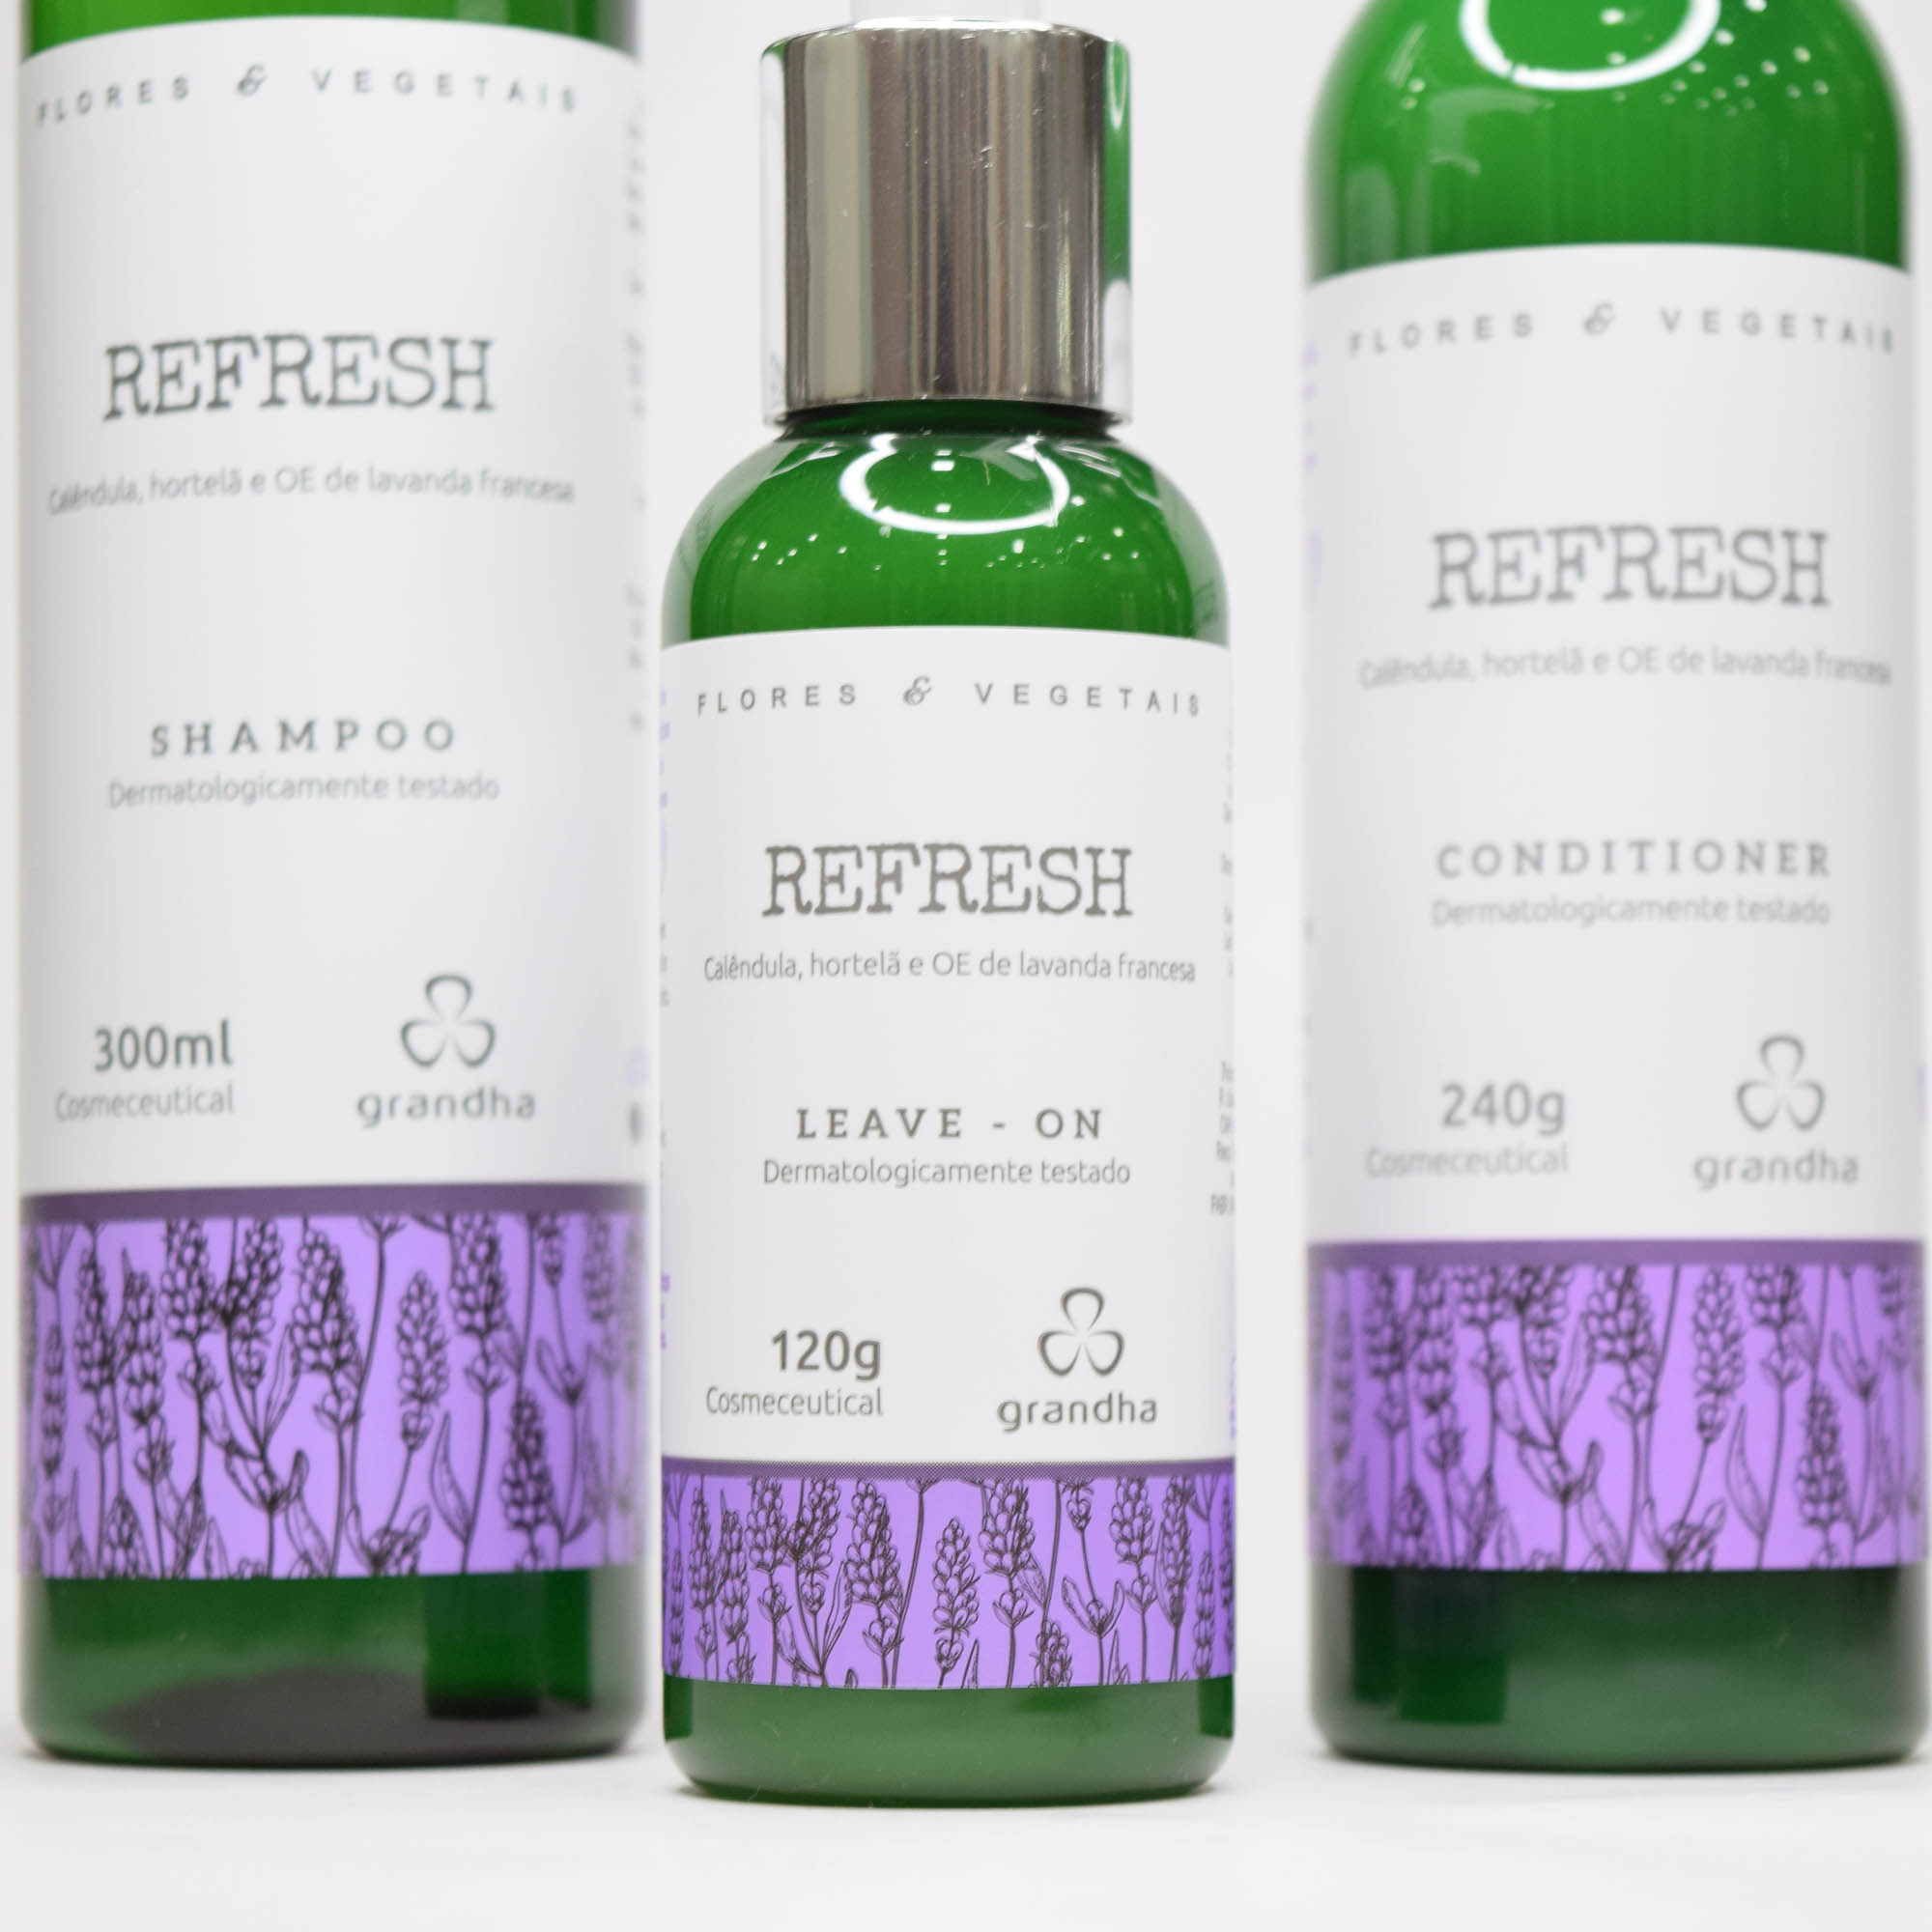 FLORES & VEGETAIS
REFRESH
Calêndula, hortelã e OE de lavanda francesa
SHAMPOO
Dermatologicamente testado
300ml
Cosmeceutical
grandha
FLORES & VEGETAIS
REFRESH
Calêndula, hortelã e OE de lavanda francesa
LEAVE - ON
Dermatologicamente testado
120g
Cosmeceutical
grandha
FLORES & VEGETAIS
REFRESH
Calêndula, hortelã e OE de lavanda francesa
CONDITIONER
Dermatologicamente testado
240g
Cosmeceutical
grandha